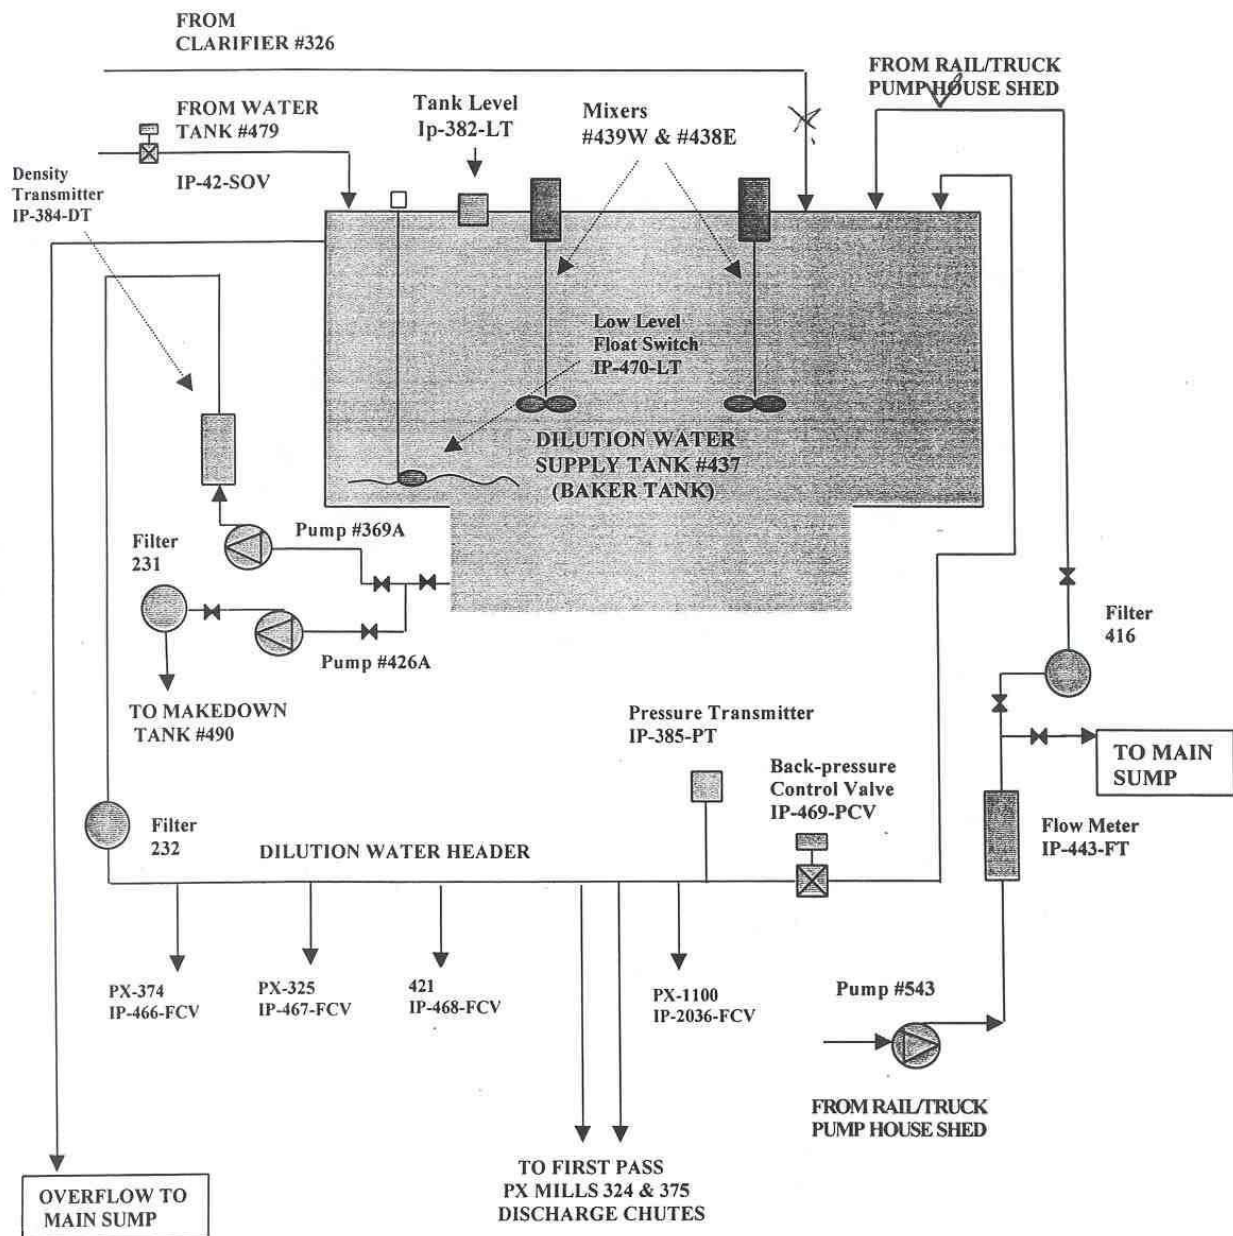 FROM
CLARIFIER #326
FROM RAIL/TRUCK
PUMP HOUSE SHED
FROM WATER
TANK #479
Tank Level
Ip-382-LT
Mixers
#439W & #438E
IP-42-SOV
Density
Transmitter
IP-384-DT
Low Level
Float Switch
IP-470-LT
DILUTION WATER
SUPPLY TANK #437
(BAKER TANK)
Pump #369A
Filter
231
Pump #426A
Filter
416
TO MAKEDOWN
TANK #490
Pressure Transmitter
IP-385-PT
TO MAIN
SUMP
Back-pressure
Control Valve
IP-469-PCV
Filter
232
DILUTION WATER HEADER
Flow Meter
IP-443-FT
PX-374
IP-466-FCV
PX-325
IP-467-FCV
421
IP-468-FCV
PX-1100
IP-2036-FCV
Pump #543
FROM RAIL/TRUCK
PUMP HOUSE SHED
TO FIRST PASS
PX MILLS 324 & 375
DISCHARGE CHUTES
OVERFLOW TO
MAIN SUMP